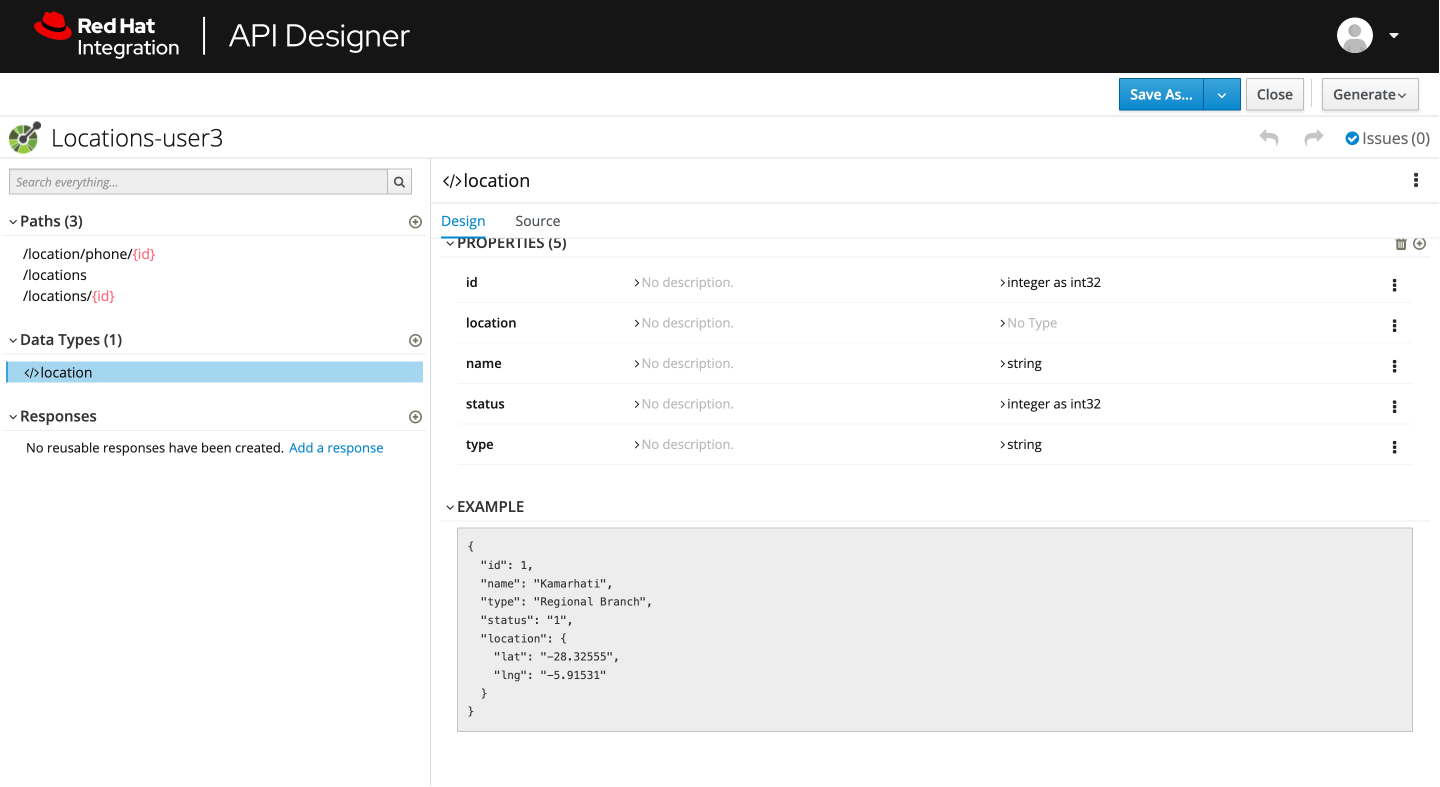 Red Hat
Integration
API Designer
Save As...
Close
Generate
Locations-user3
Issues (0)
Search everything...
Paths (3)
/location/phone/{id}
/locations
/locations/{id}
Data Types (1)
</>location
Responses
No reusable responses have been created. Add a response
</>location
Design Source
PROPERTIES (5)
id No description. integer as int32
location No description. No Type
name No description. string
status No description. integer as int32
type No description. string
EXAMPLE
{
"id": 1,
"name": "Kamarhati",
"type": "Regional Branch",
"status": "1",
"location": {
"lat": "-28.32555",
"lng": "-5.91531"
}
}